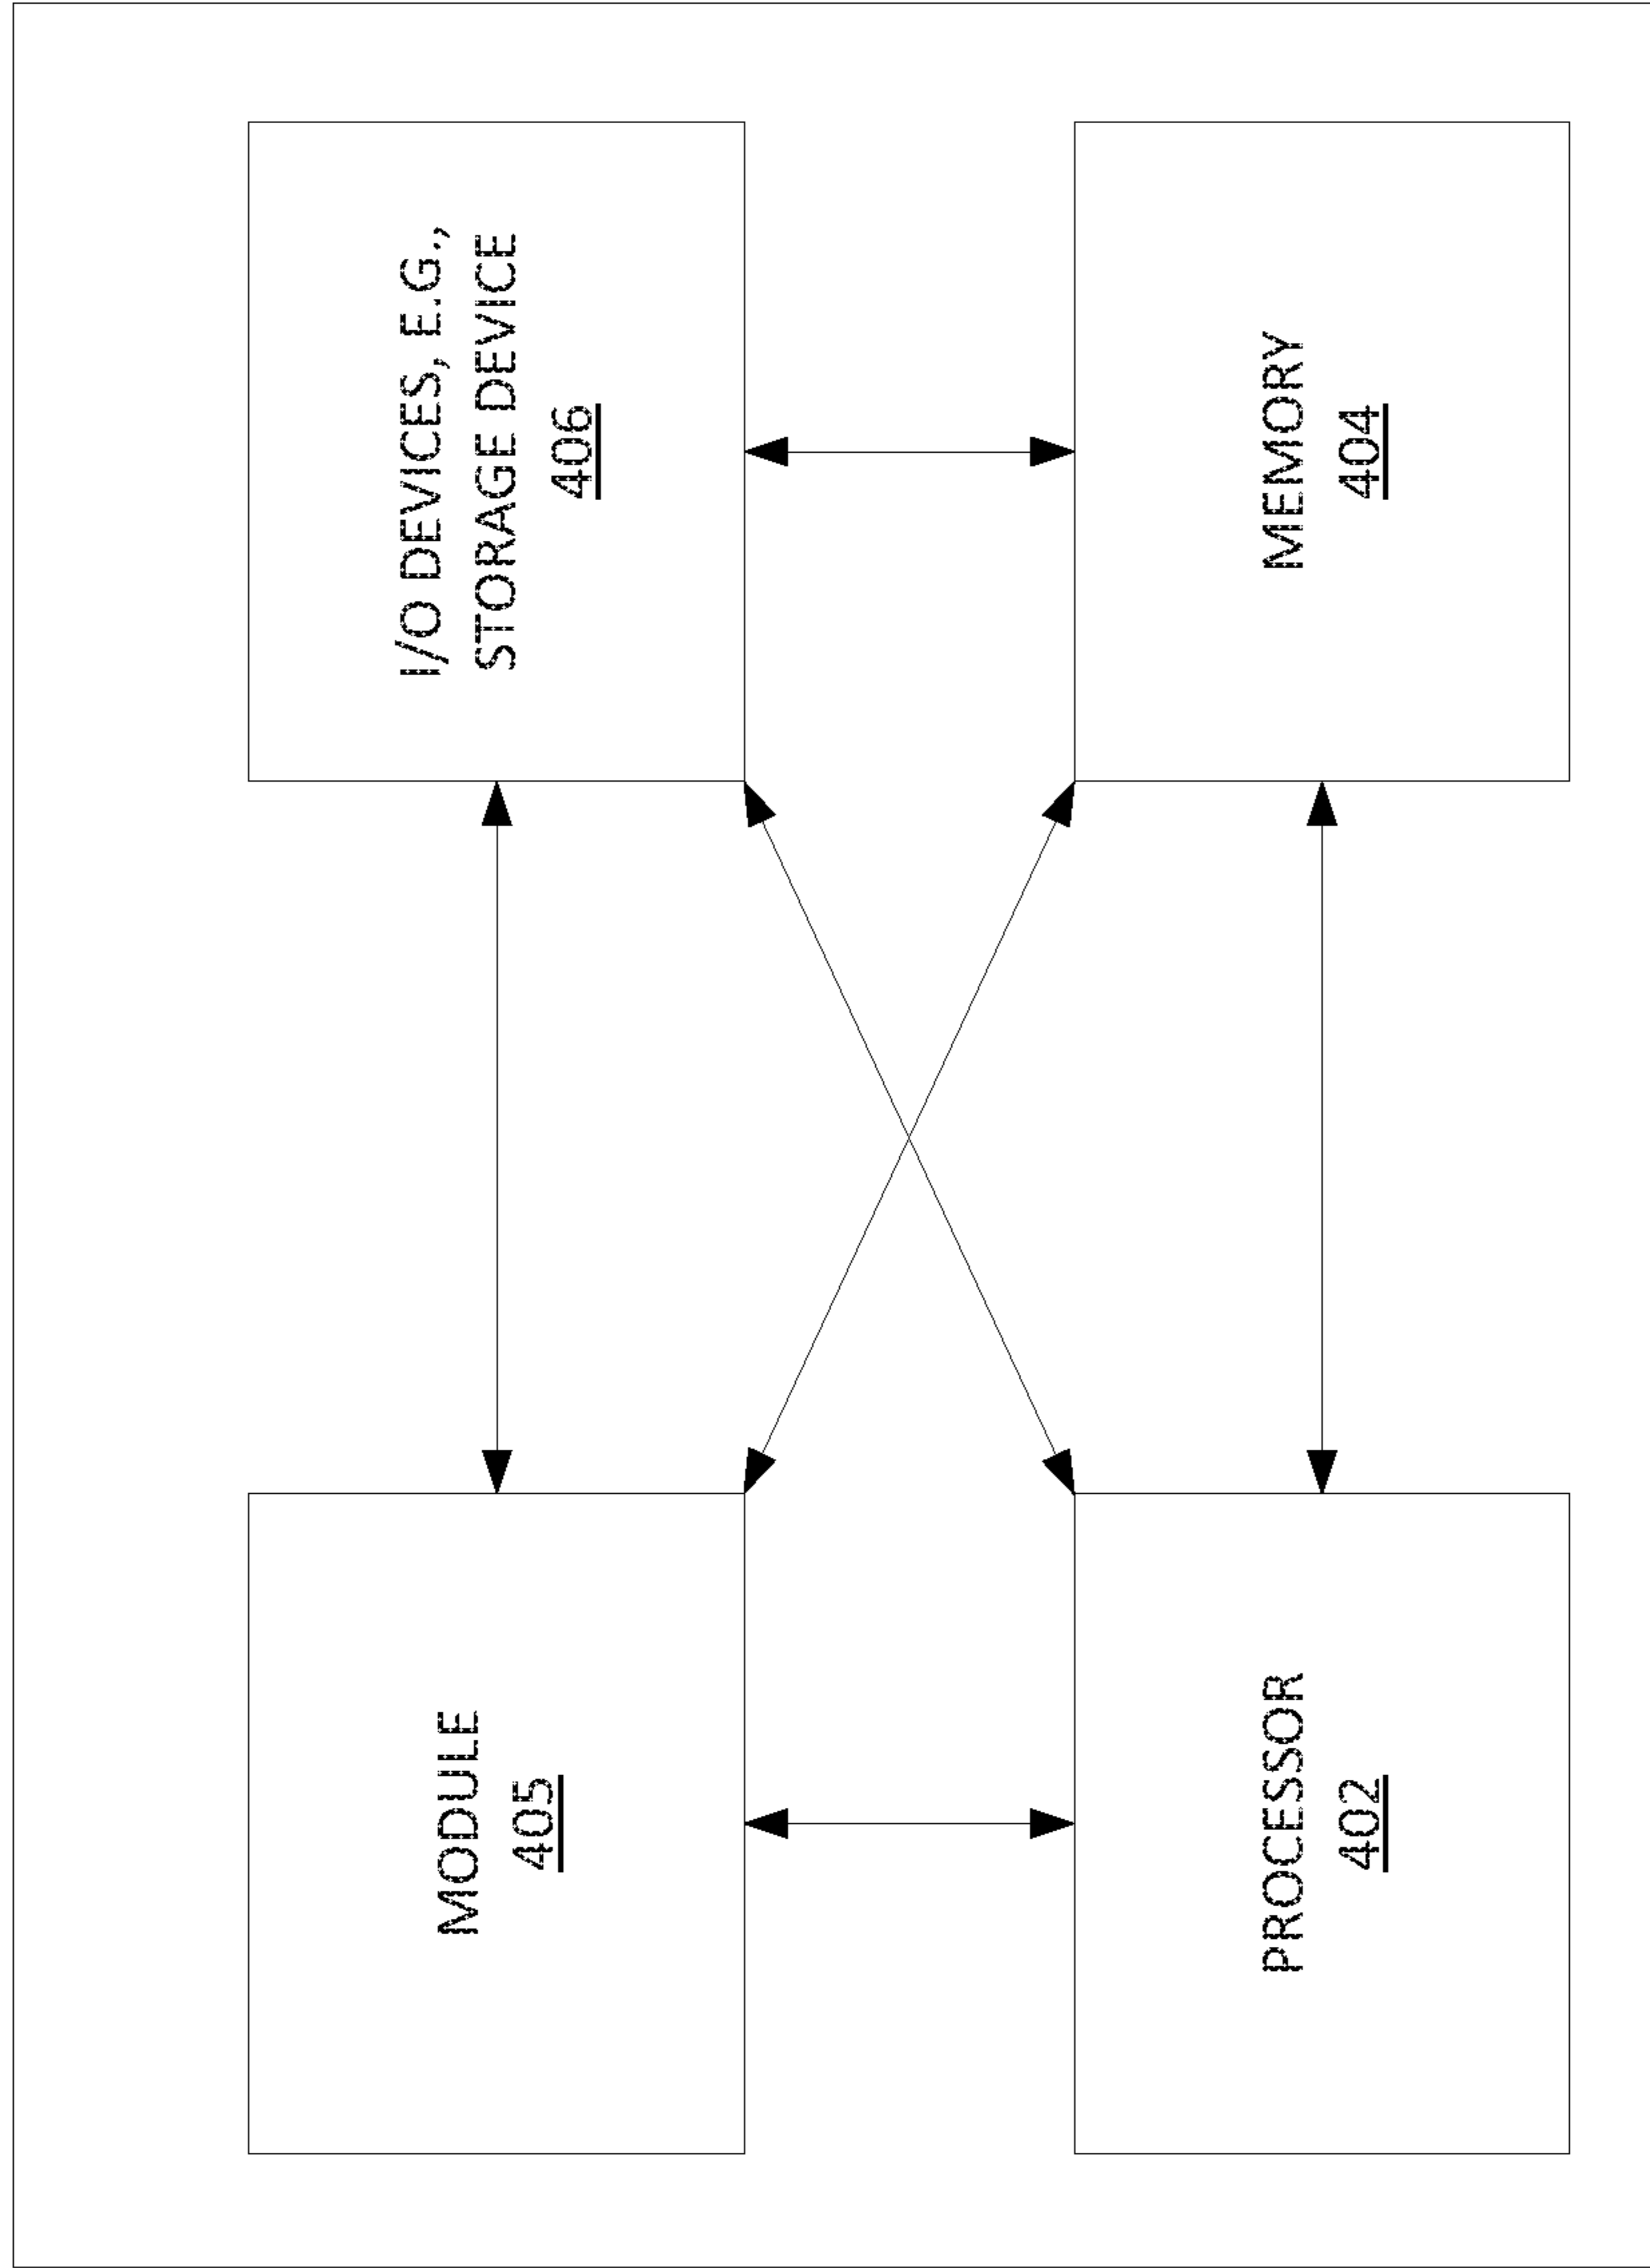 MODULE
405
I/O DEVICES, E.G.,
STORAGE DEVICE
406
PROCESSOR
402
MEMORY
404